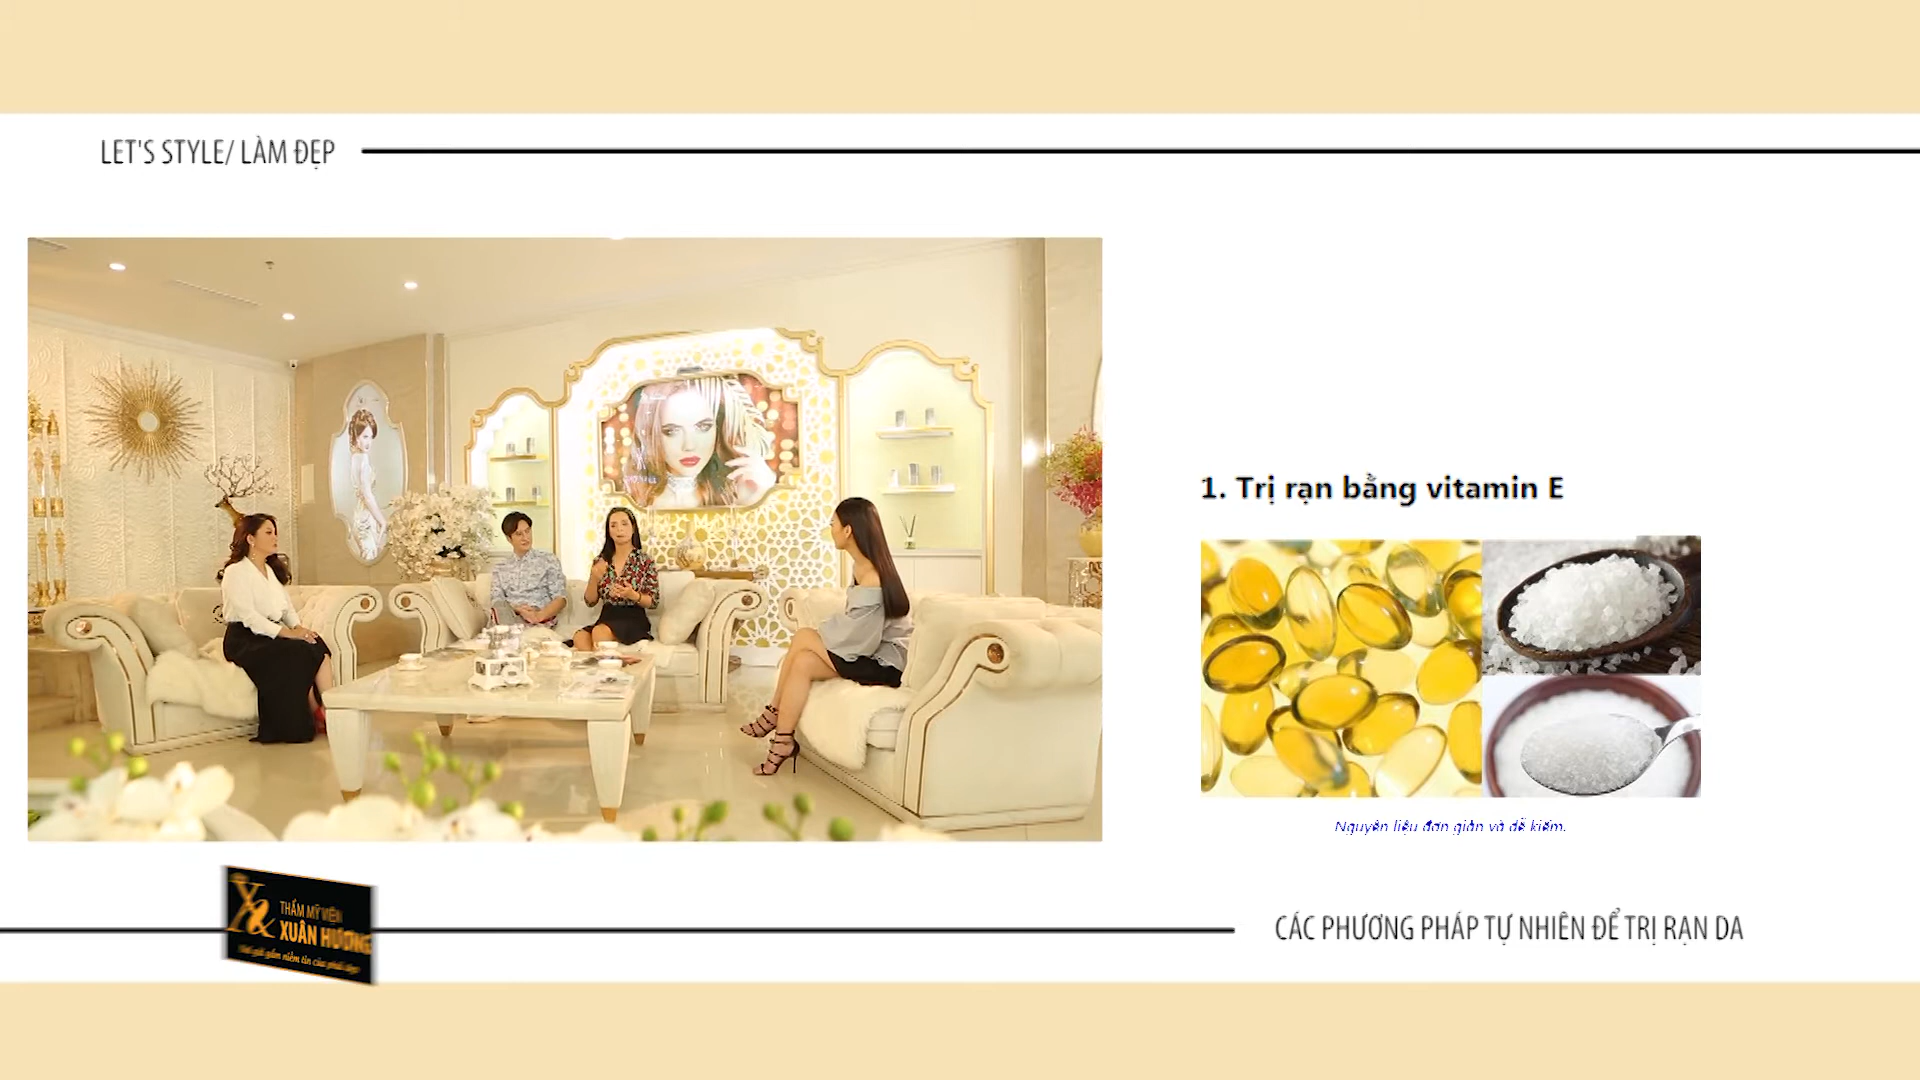 LET'S STYLE/ LÀM ĐẸP
1. Trị rạn bằng vitamin E
Nguyên liệu đơn giản và dễ kiếm.
THẨM MỸ VIỆN
XUÂN HƯƠNG
CÁC PHƯƠNG PHÁP TỰ NHIÊN ĐỂ TRỊ RẠN DA